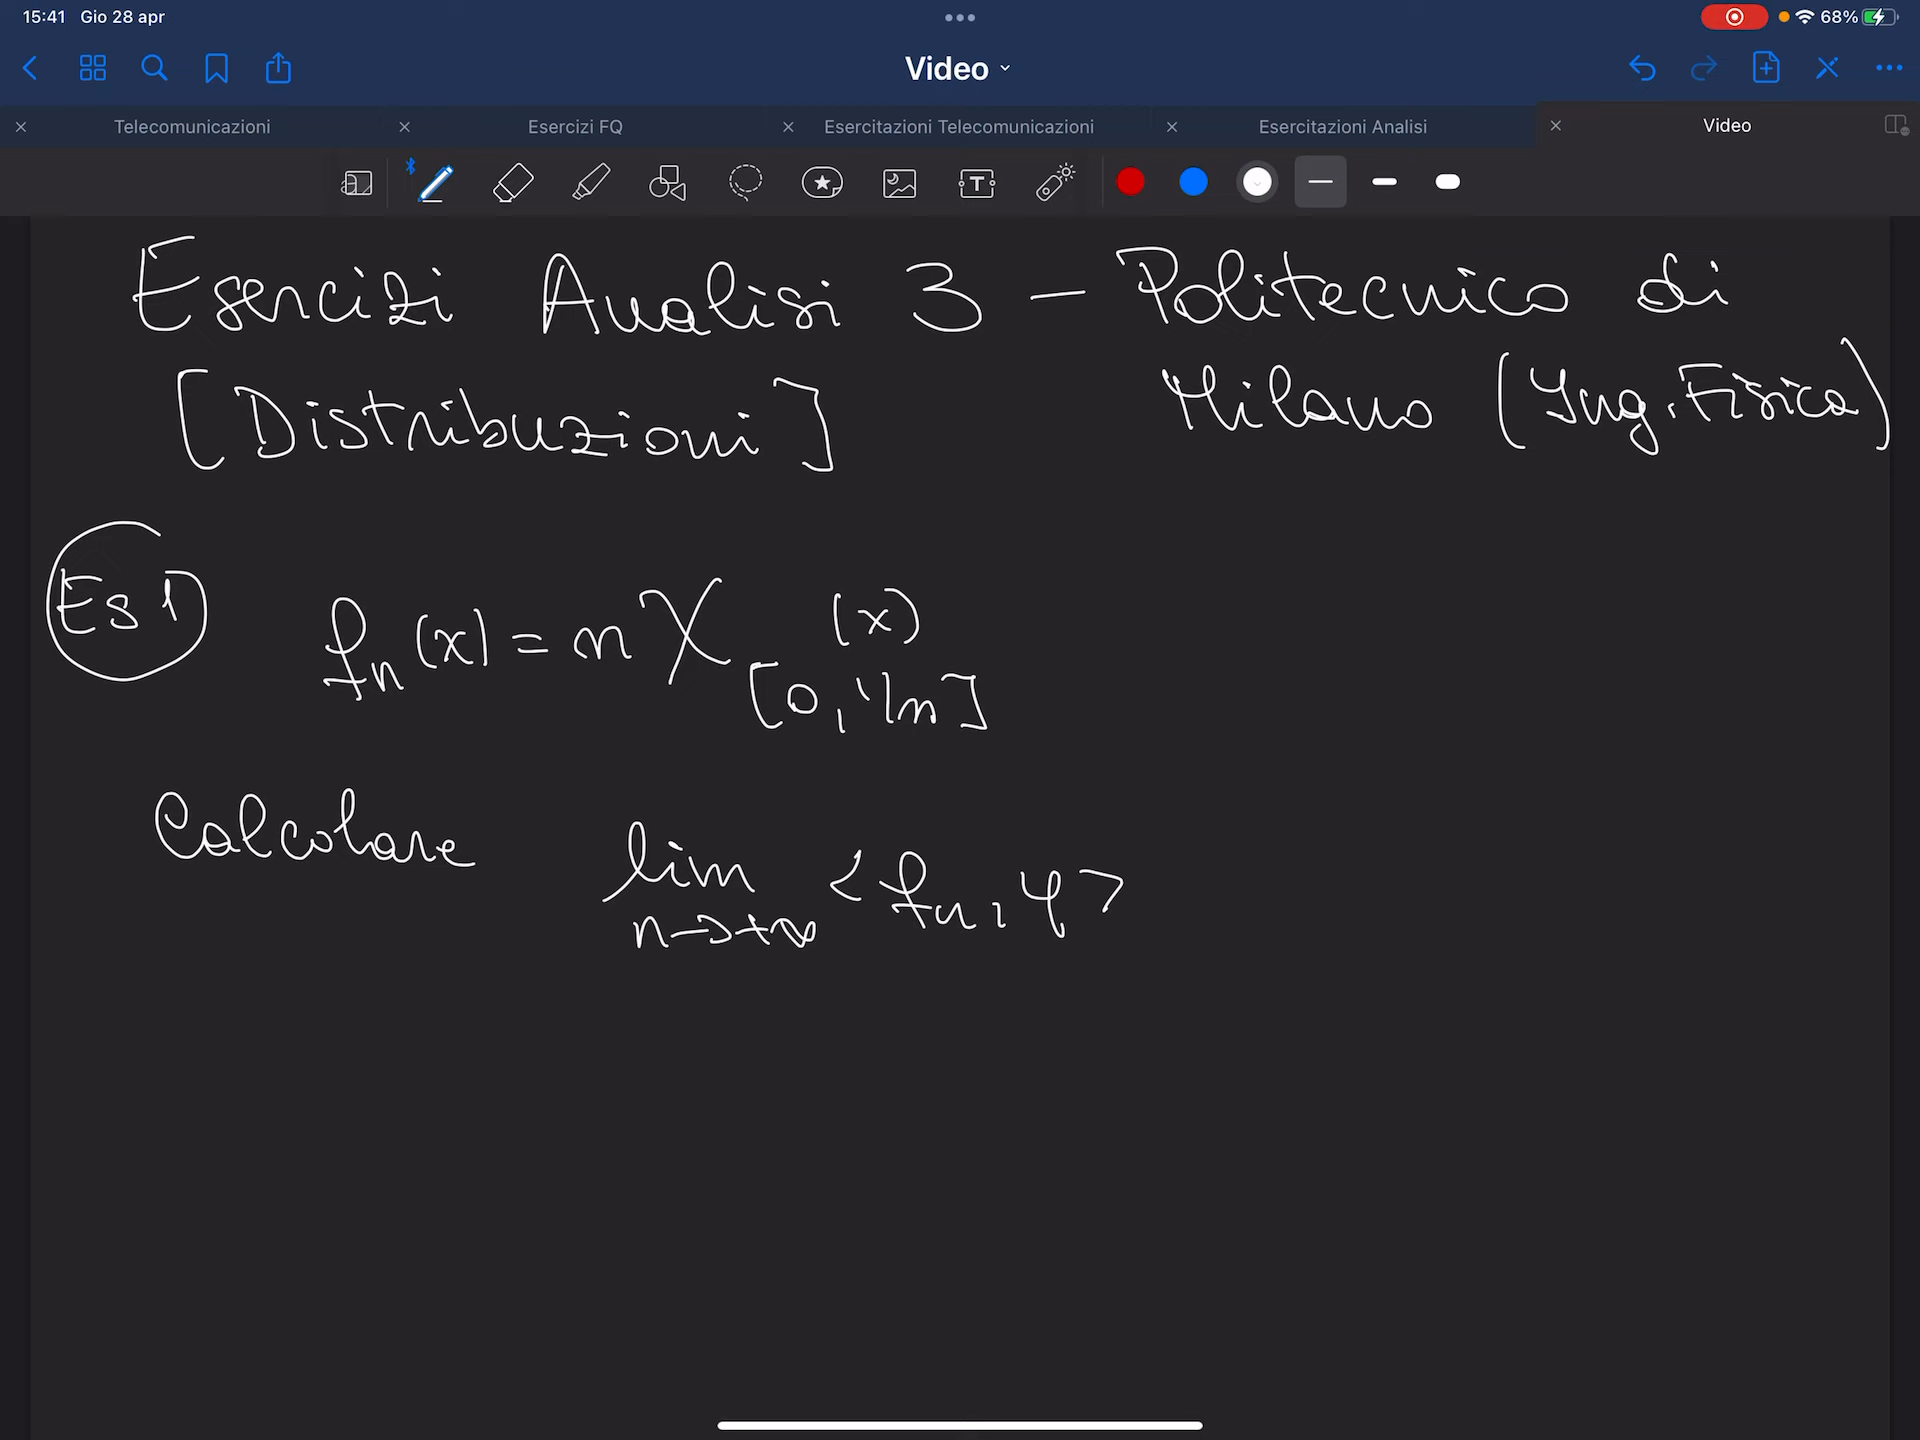 15:41 Gio 28 apr
68%
Video
Telecomunicazioni
Esercizi FQ
Esercitazioni Telecomunicazioni
Esercitazioni Analisi
Video
Esercizi Analisi 3 - Politecnico di
[Distribuzioni] Milano (Ing. Fisica)
Es 1
fn(x) = n χ[0,1/n](x)
Calcolare lim n→+∞ <fn, φ>